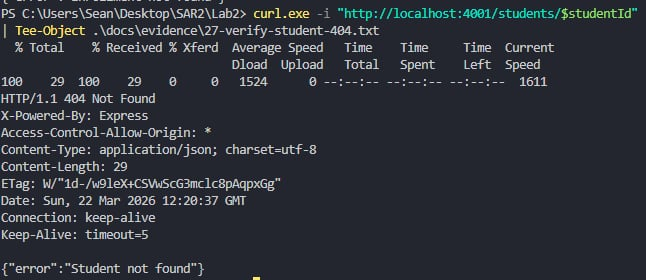 PS C:\Users\Sean\Desktop\SAR2\Lab2> curl.exe -i "http://localhost:4001/students/$studentId"
| Tee-Object .\docs\evidence\27-verify-student-404.txt
% Total % Received % Xferd Average Speed Time Time Time Current
Dload Upload Total Spent Left Speed
100 29 100 29 0 0 1524 0 --:--:-- --:--:-- --:--:-- 1611
HTTP/1.1 404 Not Found
X-Powered-By: Express
Access-Control-Allow-Origin: *
Content-Type: application/json; charset=utf-8
Content-Length: 29
ETag: W/"1d-/w9leX+CSVwScG3mclc8pAqpxGg"
Date: Sun, 22 Mar 2026 12:20:37 GMT
Connection: keep-alive
Keep-Alive: timeout=5
{"error":"Student not found"}